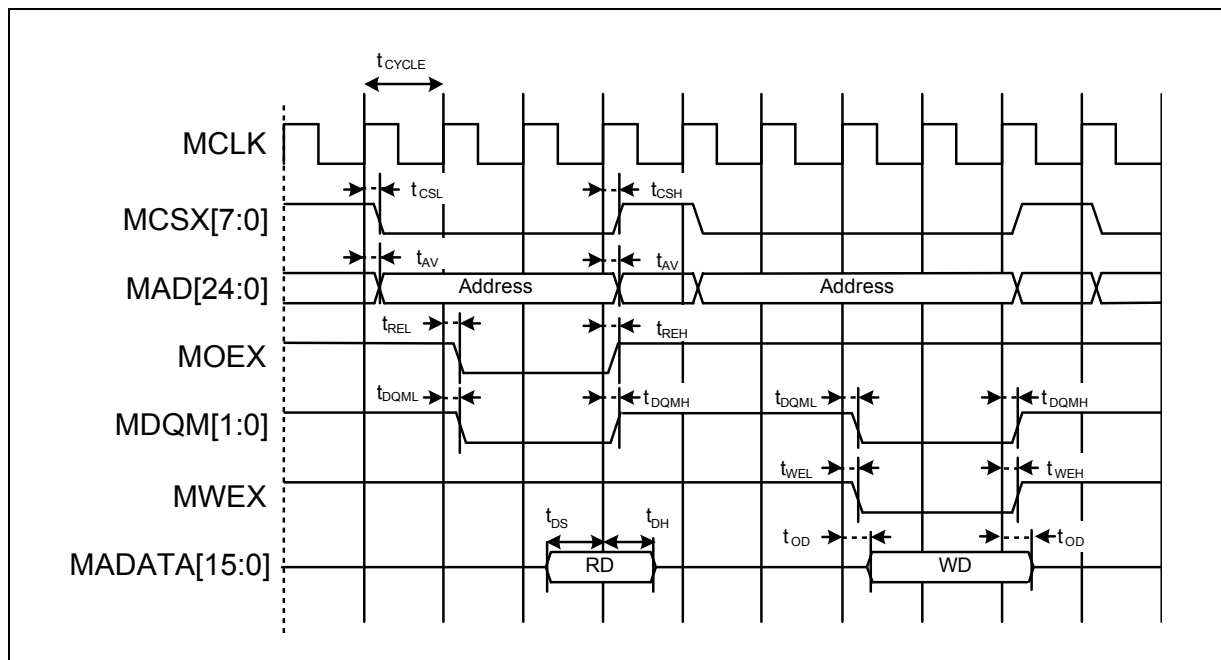 tCYCLE
MCLK
tCSL tCSH
MCSX[7:0]
tAV tAV
MAD[24:0] Address Address
tREL tREH
MOEX
tDQML tDQMH tDQML tDQMH
MDQM[1:0]
tWEL tWEH
MWEX
tDS tDH tOD tOD
MADATA[15:0] RD WD